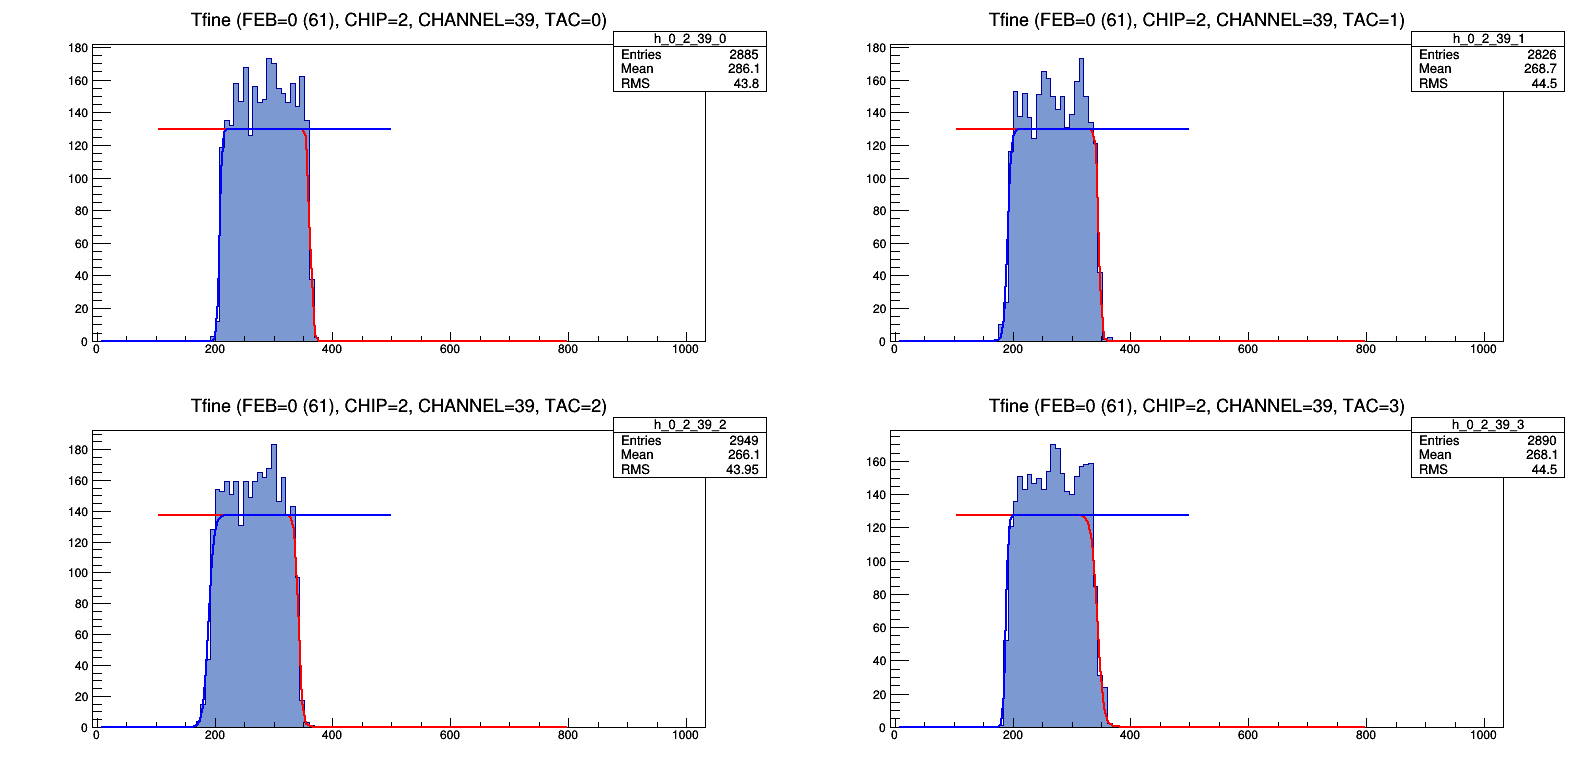 Tfine (FEB=0 (61), CHIP=2, CHANNEL=39, TAC=0)
h_0_2_39_0
Entries 2885
Mean 286.1
RMS 43.8
180
160
140
120
100
80
60
40
20
0
0 200 400 600 800 1000
Tfine (FEB=0 (61), CHIP=2, CHANNEL=39, TAC=1)
h_0_2_39_1
Entries 2826
Mean 268.7
RMS 44.5
180
160
140
120
100
80
60
40
20
0
0 200 400 600 800 1000
Tfine (FEB=0 (61), CHIP=2, CHANNEL=39, TAC=2)
h_0_2_39_2
Entries 2949
Mean 266.1
RMS 43.95
180
160
140
120
100
80
60
40
20
0
0 200 400 600 800 1000
Tfine (FEB=0 (61), CHIP=2, CHANNEL=39, TAC=3)
h_0_2_39_3
Entries 2890
Mean 268.1
RMS 44.5
160
140
120
100
80
60
40
20
0
0 200 400 600 800 1000